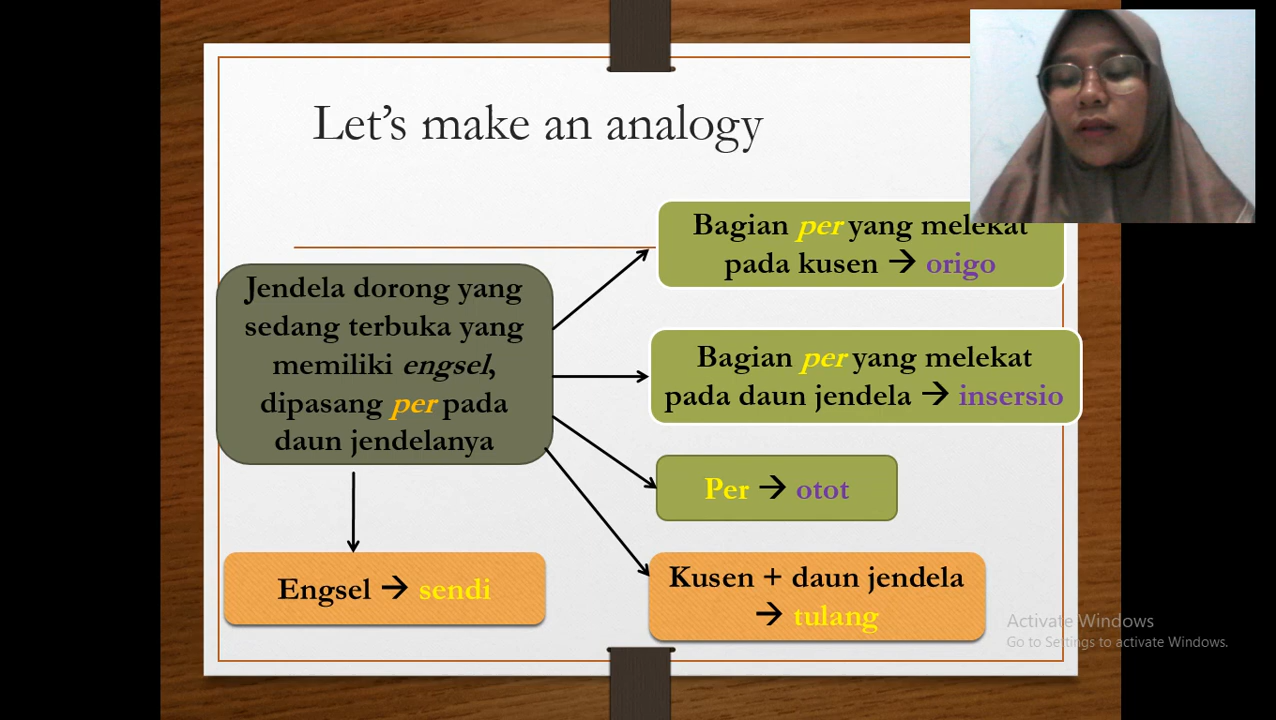 Let's make an analogy
Jendela dorong yang
sedang terbuka yang
memiliki engsel,
dipasang per pada
daun jendelanya
Bagian per yang melekat
pada kusen → origo
Bagian per yang melekat
pada daun jendela → insersio
Per → otot
Engsel → sendi
Kusen + daun jendela
→ tulang
Activate Windows
Go to Settings to activate Windows.